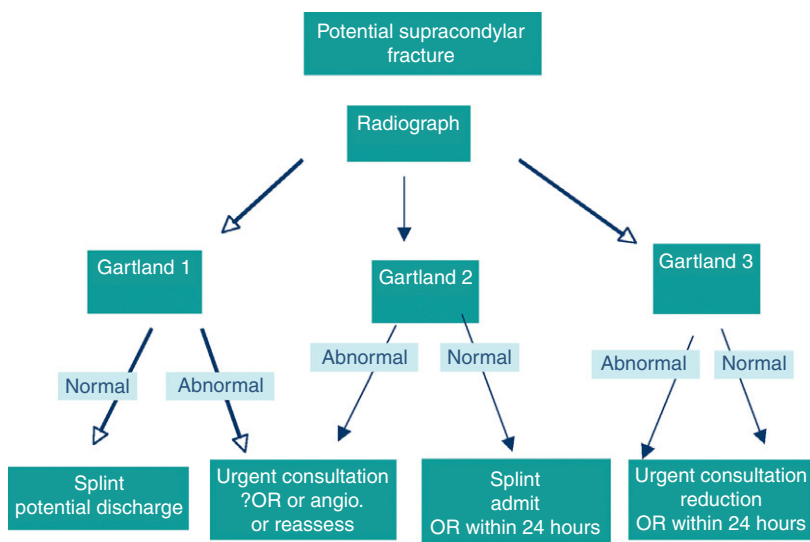 Potential supracondylar
fracture
Radiograph
Gartland 1
Gartland 2
Gartland 3
Normal
Abnormal
Abnormal
Normal
Abnormal
Normal
Splint
potential discharge
Urgent consultation
?OR or angio.
or reassess
Splint
admit
OR within 24 hours
Urgent consultation
reduction
OR within 24 hours